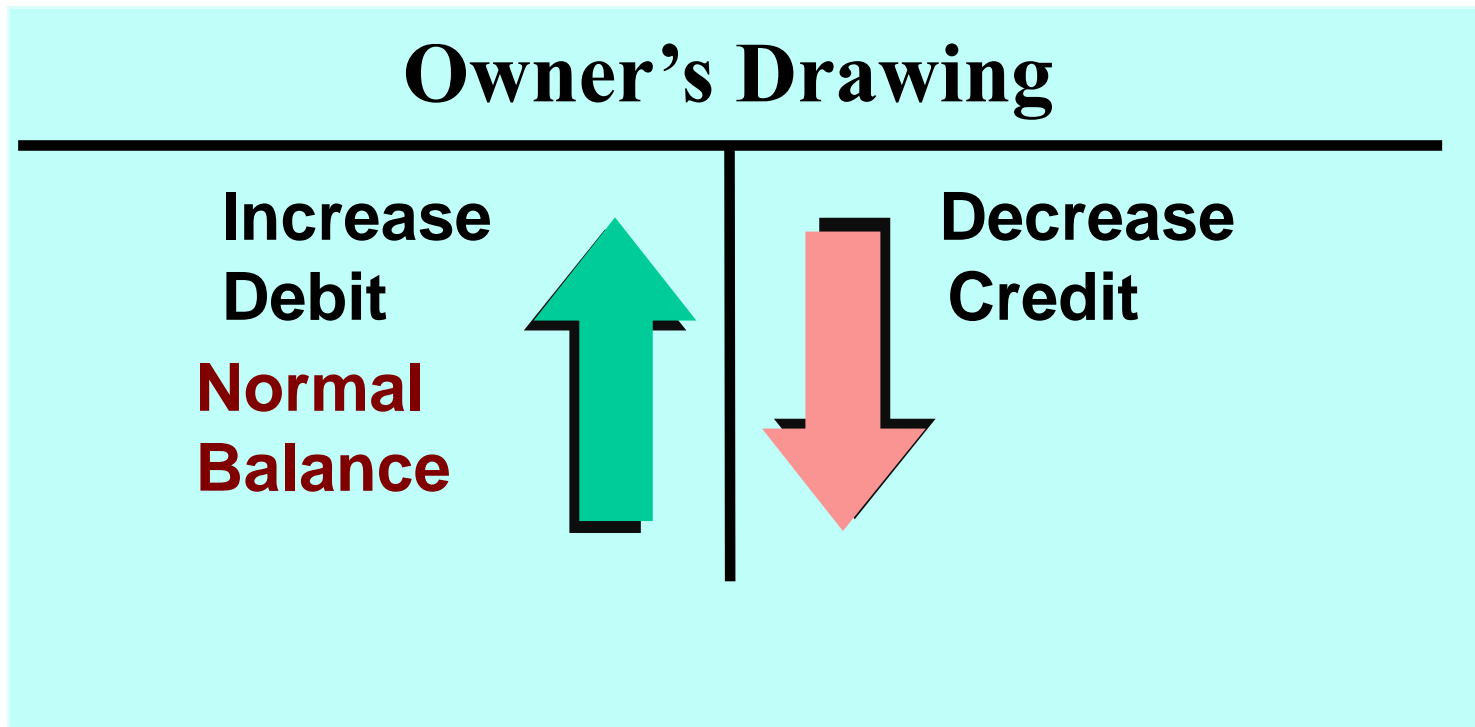 Owner’s Drawing
Increase
Debit
Normal
Balance
Decrease
Credit